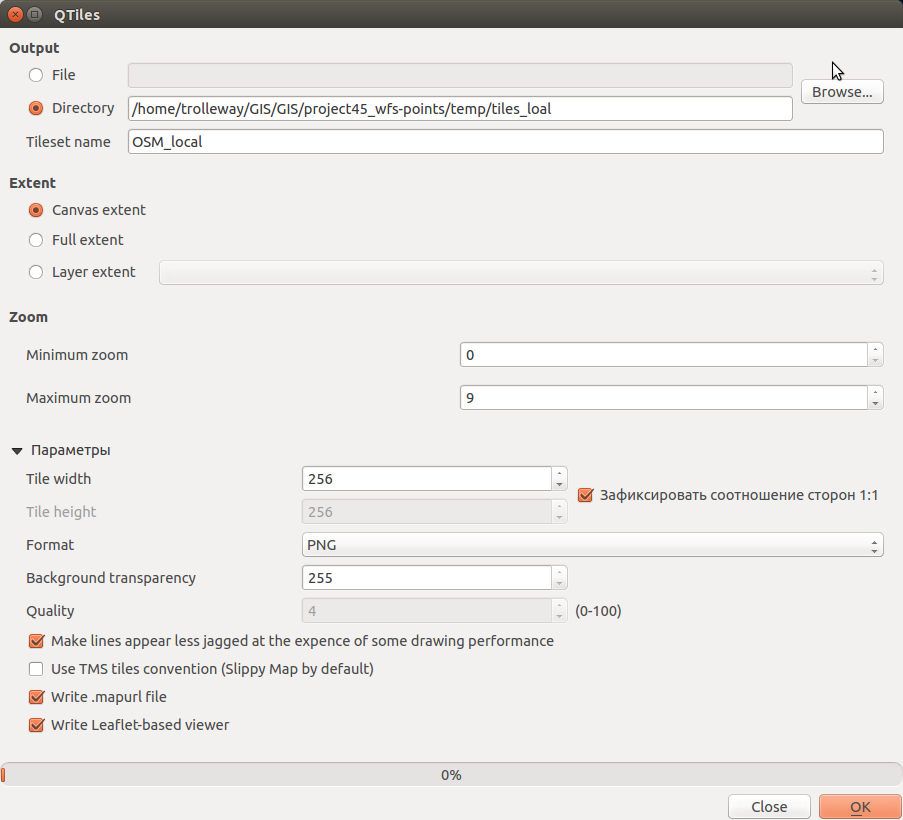 QTiles
Output
File
Browse...
Directory /home/trolleway/GIS/GIS/project45_wfs-points/temp/tiles_loal
Tileset name OSM_local
Extent
Canvas extent
Full extent
Layer extent
Zoom
Minimum zoom 0
Maximum zoom 9
Параметры
Tile width 256
Зафиксировать соотношение сторон 1:1
Tile height 256
Format PNG
Background transparency 255
Quality 4 (0-100)
Make lines appear less jagged at the expence of some drawing performance
Use TMS tiles convention (Slippy Map by default)
Write .mapurl file
Write Leaflet-based viewer
0%
Close OK